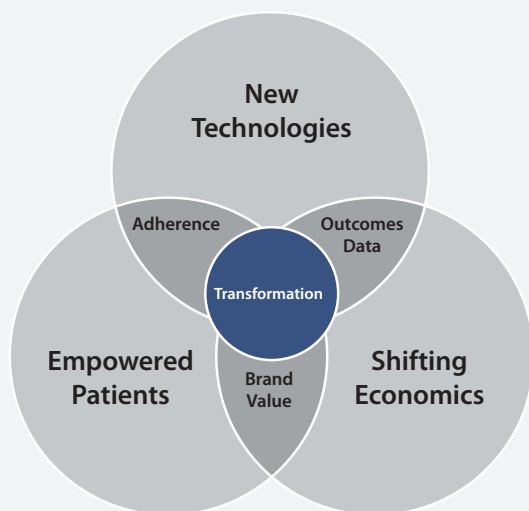 New
Technologies
Adherence
Outcomes
Data
Transformation
Empowered
Patients
Brand
Value
Shifting
Economics